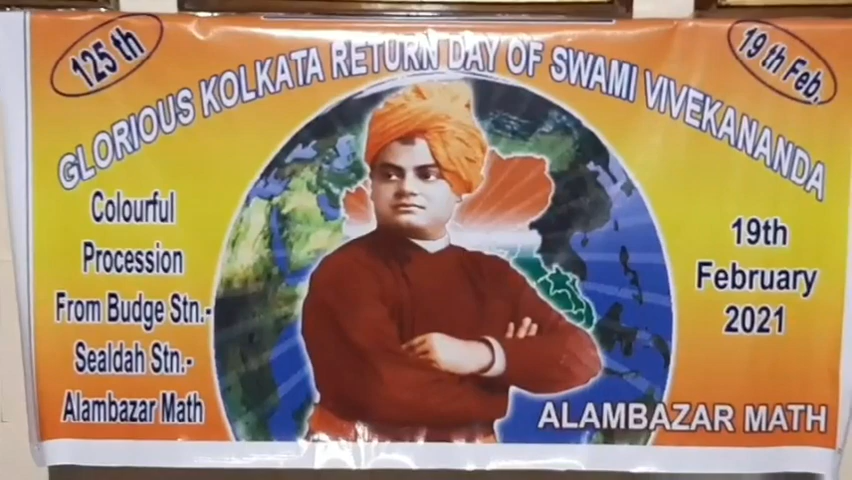 125 th
19 th Feb.
GLORIOUS KOLKATA RETURN DAY OF SWAMI VIVEKANANDA
Colourful
Procession
From Budge Stn.-
Sealdah Stn.-
Alambazar Math
19th
February
2021
ALAMBAZAR MATH